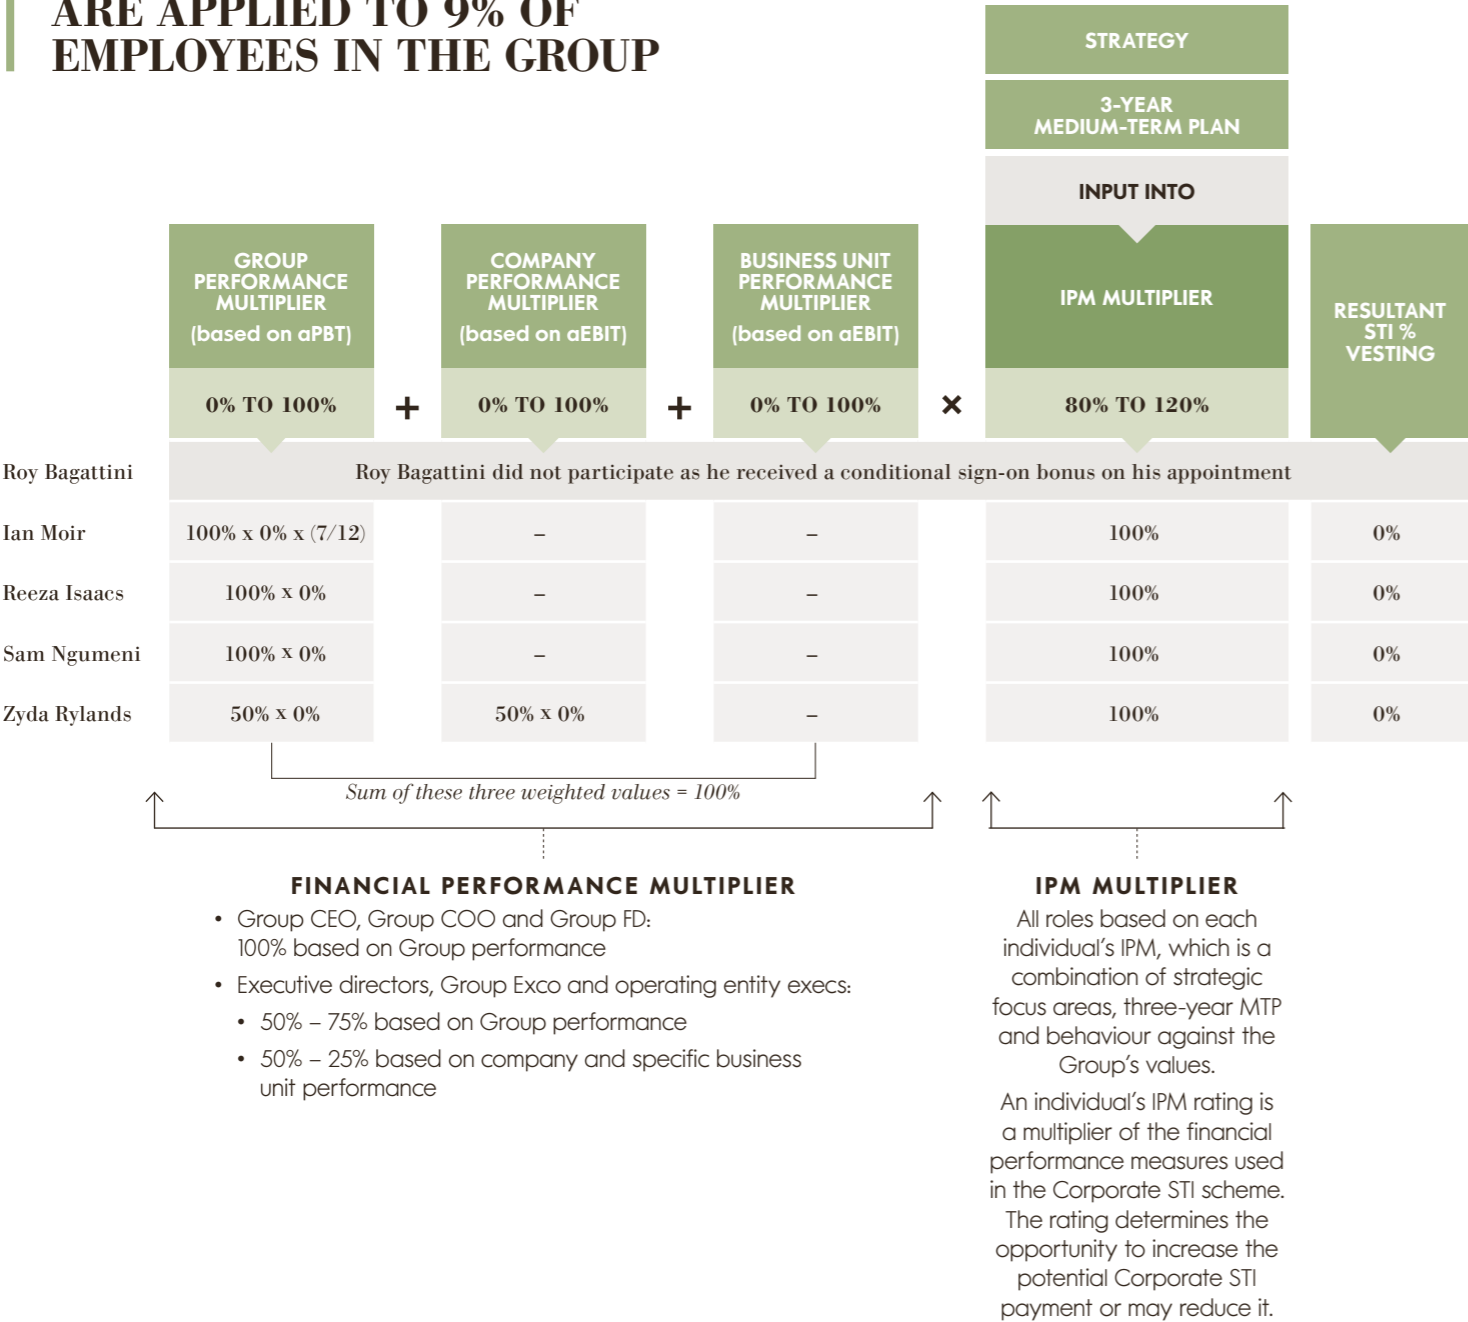 ARE APPLIED TO 9% OF
EMPLOYEES IN THE GROUP
STRATEGY
3-YEAR
MEDIUM-TERM PLAN
INPUT INTO
GROUP
PERFORMANCE
MULTIPLIER
(based on aPBT)
COMPANY
PERFORMANCE
MULTIPLIER
(based on aEBIT)
BUSINESS UNIT
PERFORMANCE
MULTIPLIER
(based on aEBIT)
IPM MULTIPLIER
RESULTANT
STI %
VESTING
0% TO 100% + 0% TO 100% + 0% TO 100% × 80% TO 120%
Roy Bagattini Roy Bagattini did not participate as he received a conditional sign-on bonus on his appointment
Ian Moir 100% x 0% x (7/12) – – 100% 0%
Reeza Isaacs 100% x 0% – – 100% 0%
Sam Ngumeni 100% x 0% – – 100% 0%
Zyda Rylands 50% x 0% 50% x 0% – 100% 0%
Sum of these three weighted values = 100%
FINANCIAL PERFORMANCE MULTIPLIER
• Group CEO, Group COO and Group FD:
100% based on Group performance
• Executive directors, Group Exco and operating entity execs:
• 50% – 75% based on Group performance
• 50% – 25% based on company and specific business
unit performance
IPM MULTIPLIER
All roles based on each
individual's IPM, which is a
combination of strategic
focus areas, three-year MTP
and behaviour against the
Group's values.
An individual's IPM rating is
a multiplier of the financial
performance measures used
in the Corporate STI scheme.
The rating determines the
opportunity to increase the
potential Corporate STI
payment or may reduce it.